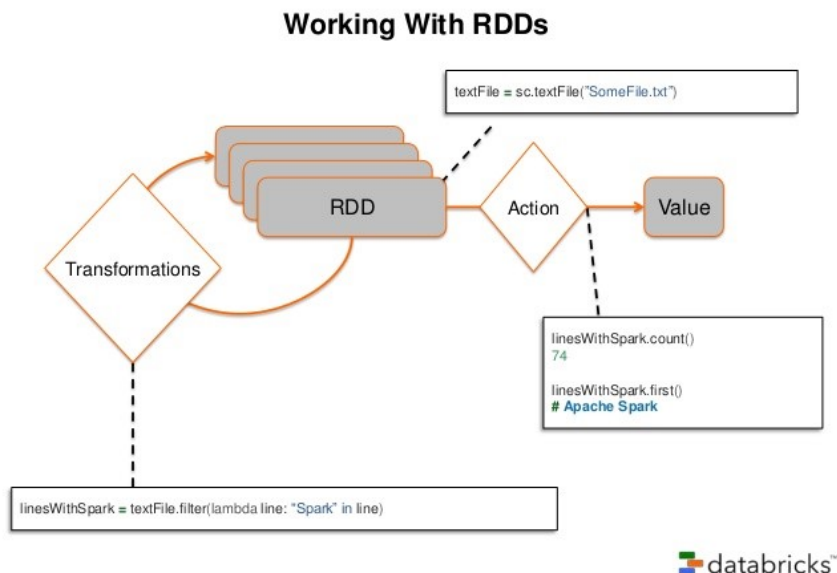 Working With RDDs
textFile = sc.textFile("SomeFile.txt")
RDD
Action
Value
Transformations
linesWithSpark.count()
74
linesWithSpark.first()
# Apache Spark
linesWithSpark = textFile.filter(lambda line: “Spark” in line)
databricks™